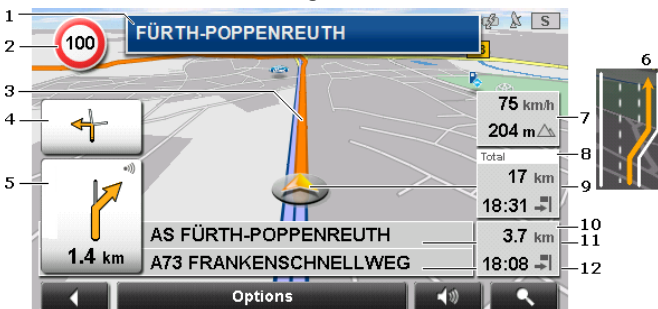 1
FÜRTH-POPPENREUTH
S
2
100
3
4
5
1.4 km
75 km/h
204 m
6
7
Total
8
17 km
18:31
9
AS FÜRTH-POPPENREUTH
3.7 km
10
11
A73 FRANKENSCHNELLWEG
18:08
12
Options